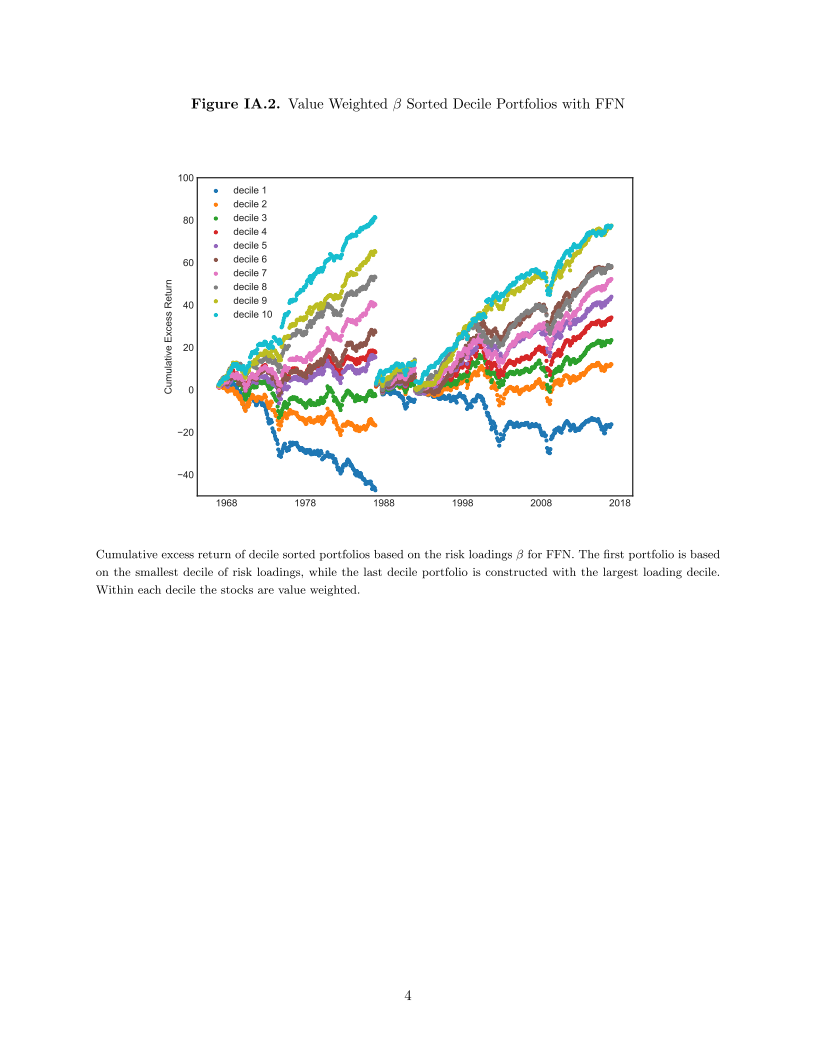 Figure IA.2. Value Weighted β Sorted Decile Portfolios with FFN
100
80
60
40
20
0
−20
−40
Cumulative Excess Return
decile 1
decile 2
decile 3
decile 4
decile 5
decile 6
decile 7
decile 8
decile 9
decile 10
1968 1978 1988 1998 2008 2018
Cumulative excess return of decile sorted portfolios based on the risk loadings β for FFN. The first portfolio is based
on the smallest decile of risk loadings, while the last decile portfolio is constructed with the largest loading decile.
Within each decile the stocks are value weighted.
4